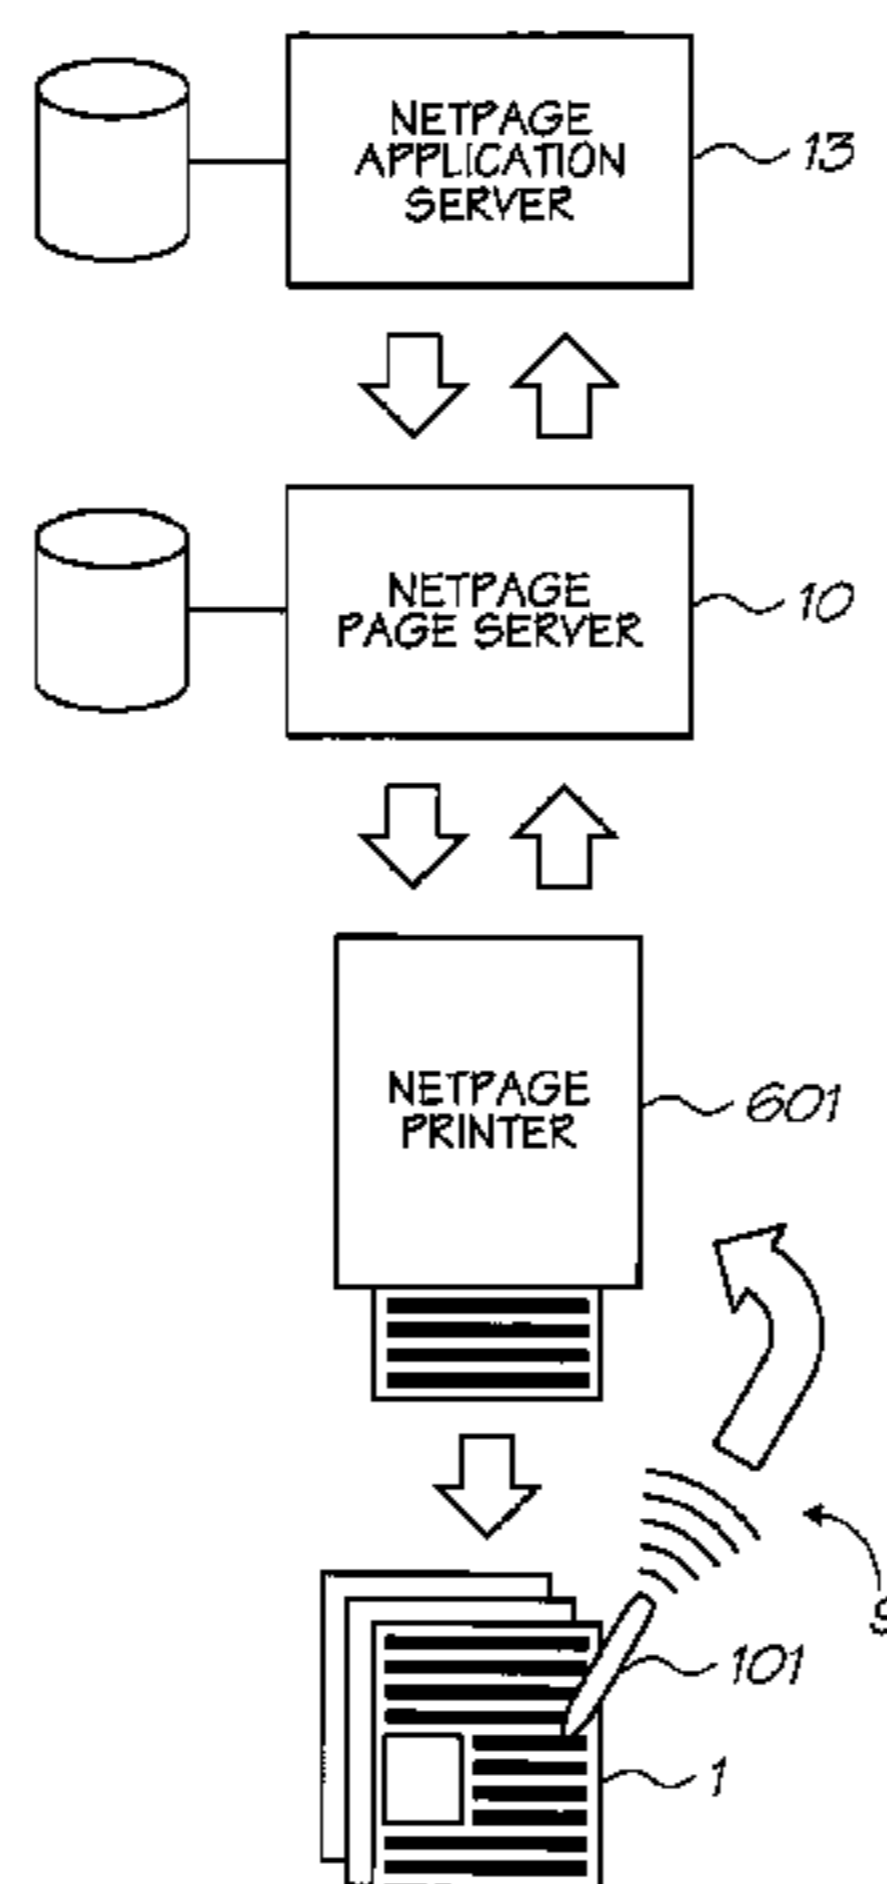 NETPAGE
APPLICATION
SERVER
13
NETPAGE
PAGE SERVER
10
NETPAGE
PRINTER
601
101
1